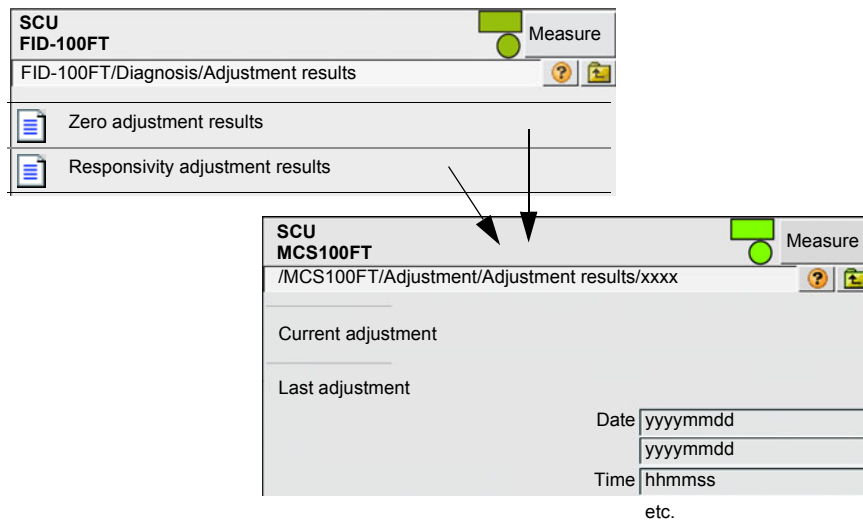 SCU
FID-100FT
Measure
FID-100FT/Diagnosis/Adjustment results
?
Zero adjustment results
Responsivity adjustment results
SCU
MCS100FT
Measure
/MCS100FT/Adjustment/Adjustment results/xxxx
?
Current adjustment
Last adjustment
Date yyyymmdd
yyyymmdd
Time hhmmss
etc.